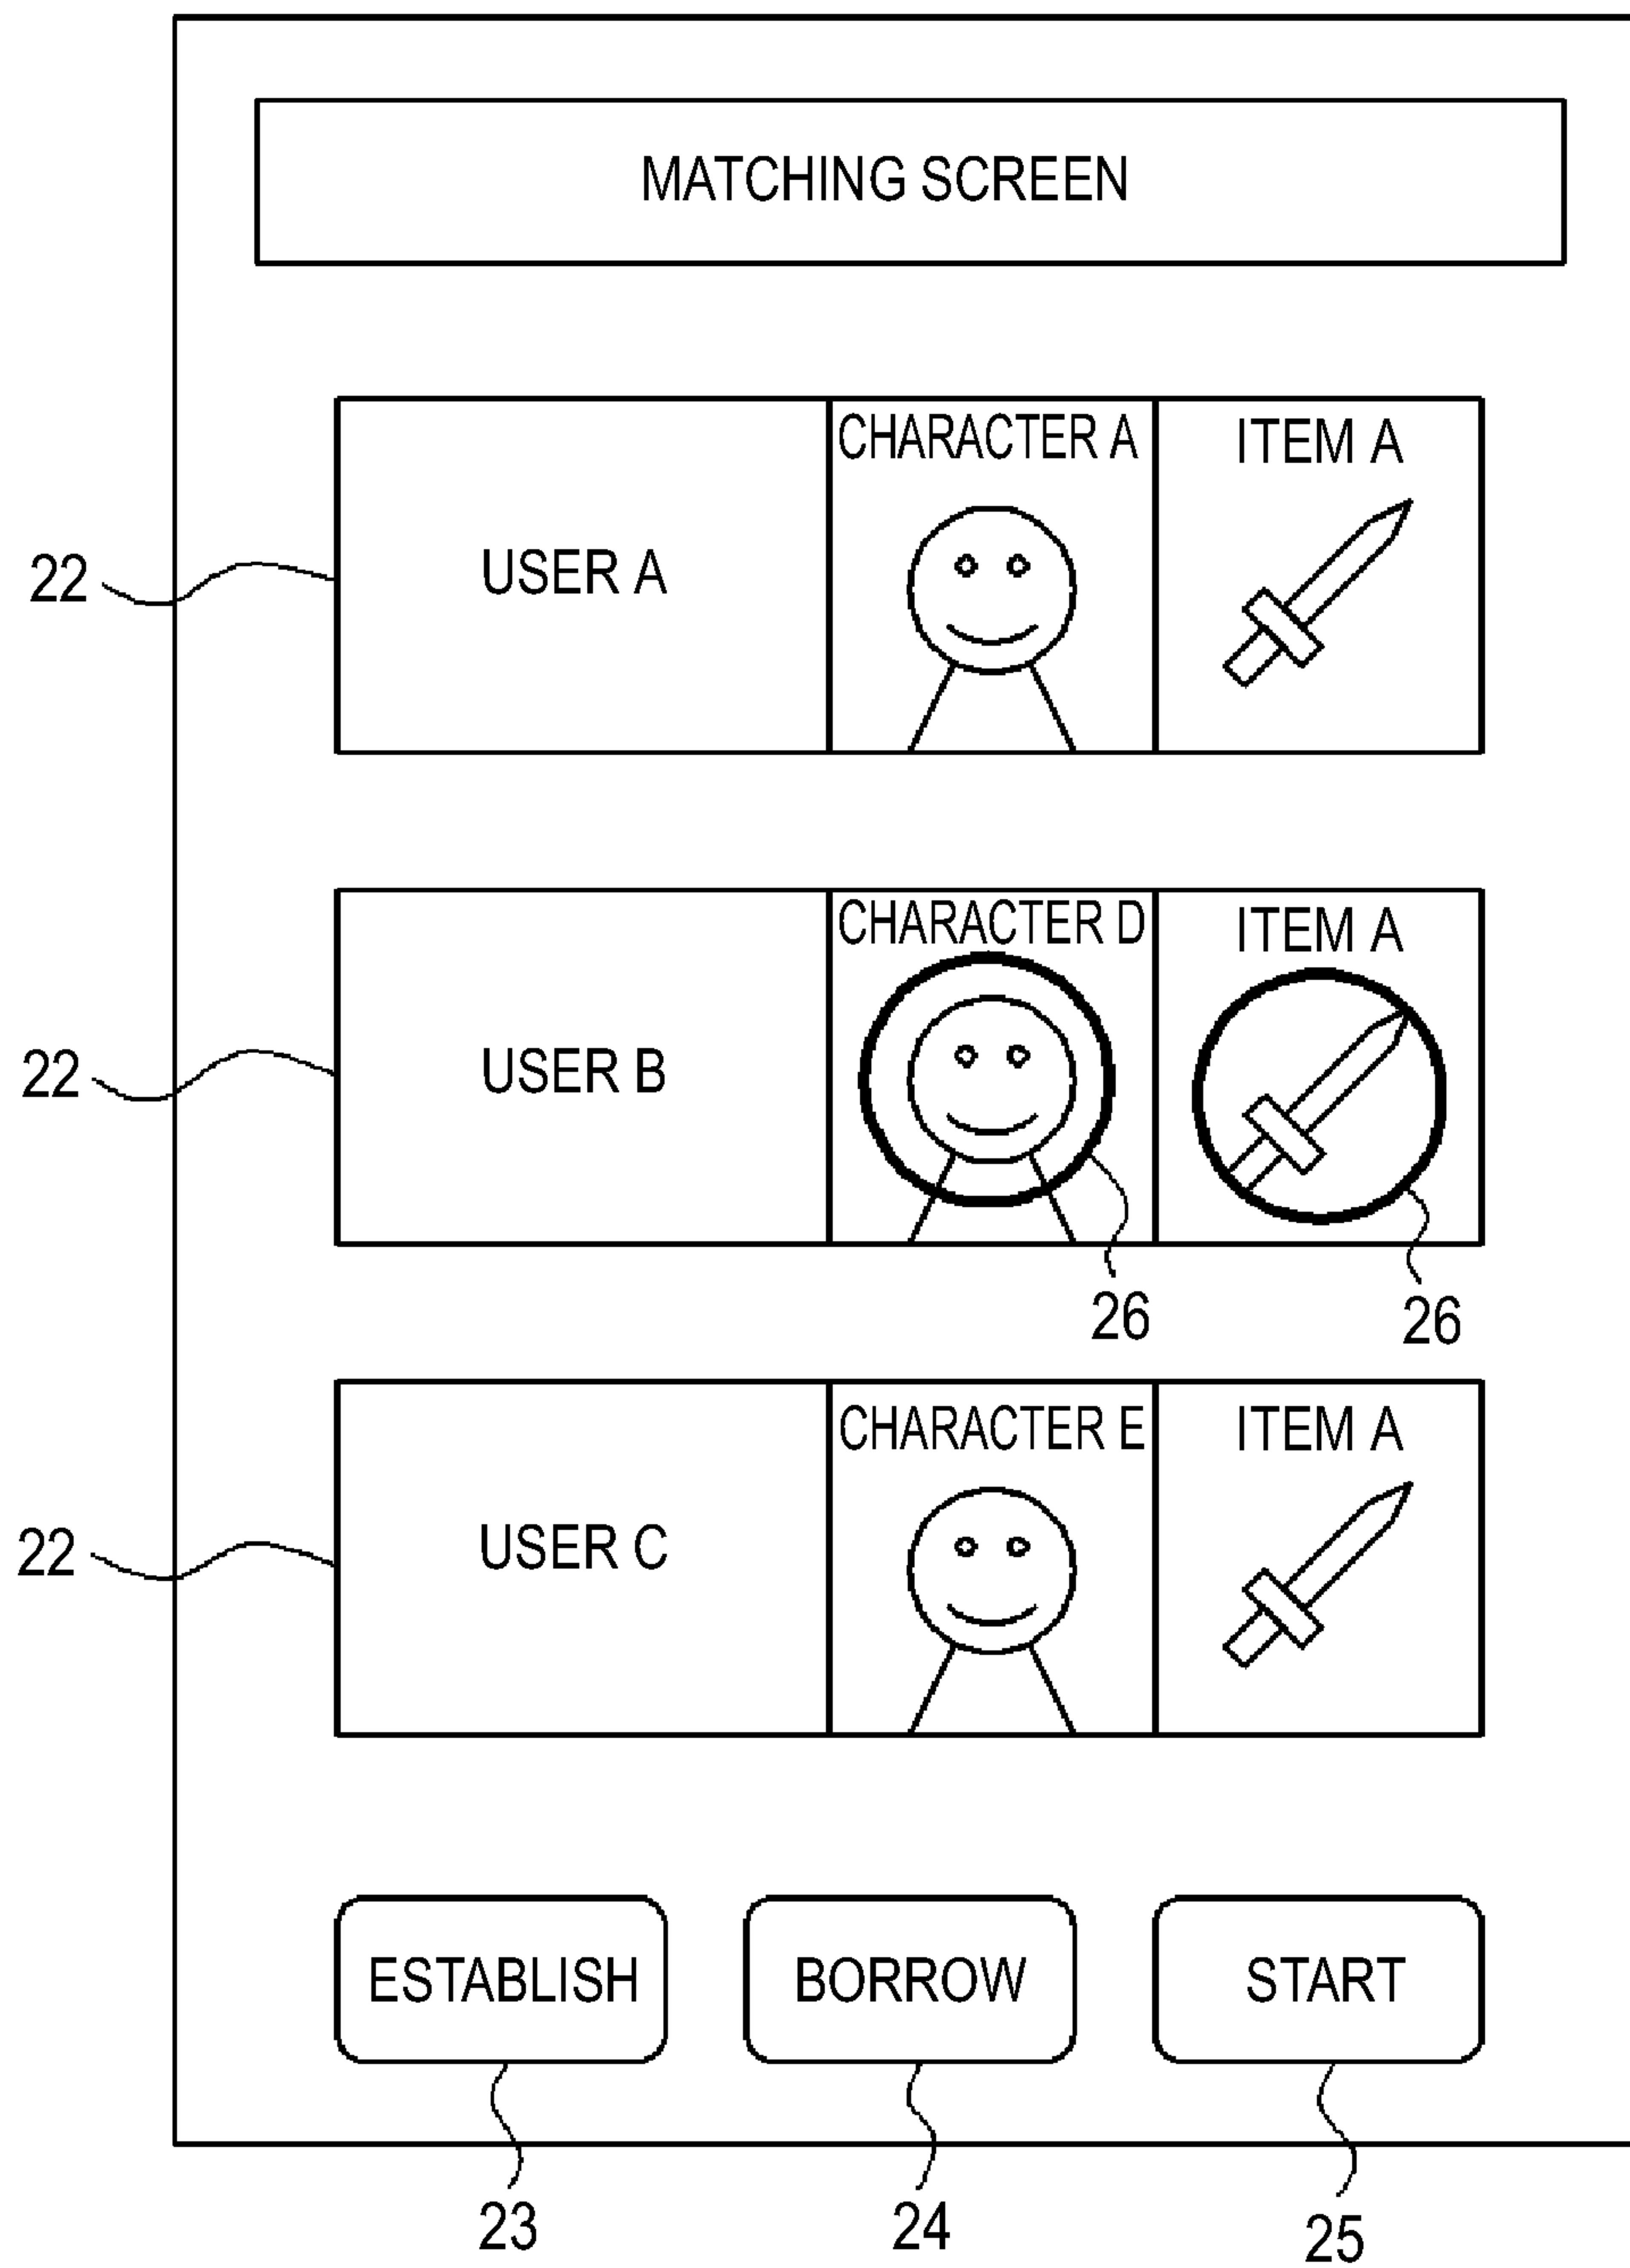 MATCHING SCREEN
CHARACTER A
ITEM A
22
USER A
CHARACTER D
ITEM A
22
USER B
26
26
CHARACTER E
ITEM A
22
USER C
ESTABLISH
BORROW
START
23
24
25